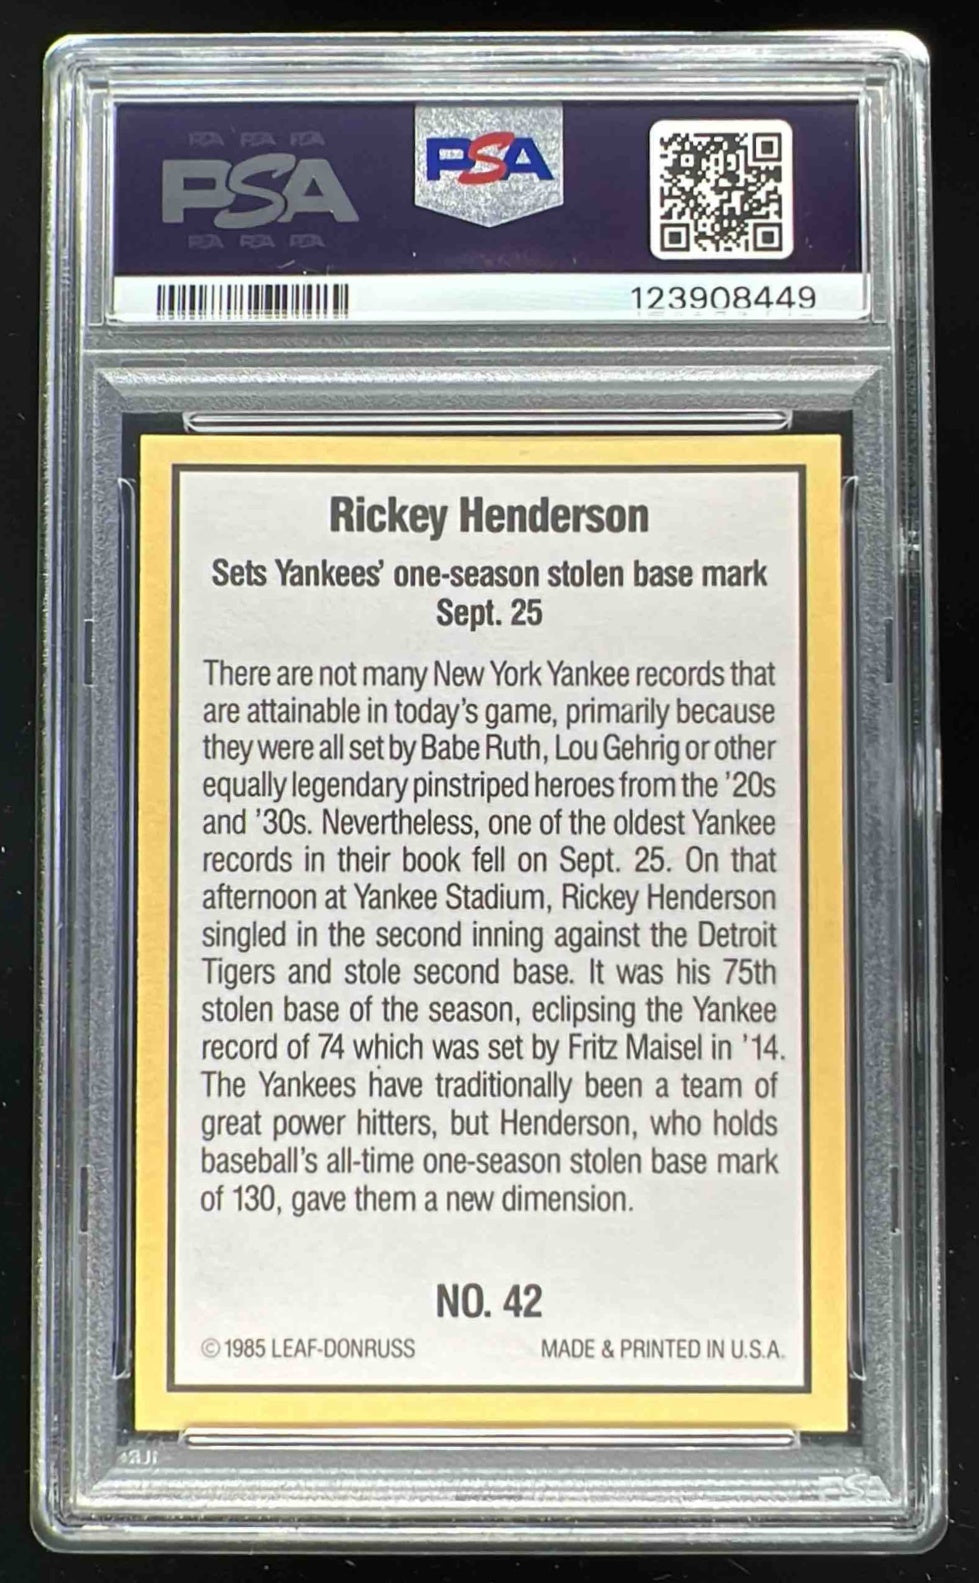 PSA PSA PSA
PSA
PSA PSA PSA
PSA
123908449
Rickey Henderson
Sets Yankees' one-season stolen base mark
Sept. 25
There are not many New York Yankee records that
are attainable in today's game, primarily because
they were all set by Babe Ruth, Lou Gehrig or other
equally legendary pinstriped heroes from the '20s
and '30s. Nevertheless, one of the oldest Yankee
records in their book fell on Sept. 25. On that
afternoon at Yankee Stadium, Rickey Henderson
singled in the second inning against the Detroit
Tigers and stole second base. It was his 75th
stolen base of the season, eclipsing the Yankee
record of 74 which was set by Fritz Maisel in '14.
The Yankees have traditionally been a team of
great power hitters, but Henderson, who holds
baseball's all-time one-season stolen base mark
of 130, gave them a new dimension.
NO. 42
© 1985 LEAF-DONRUSS MADE & PRINTED IN U.S.A.
PSA